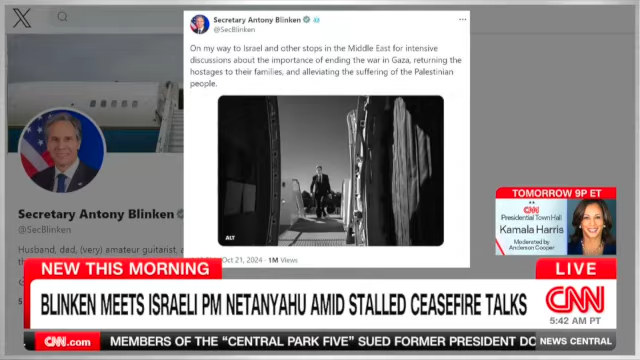 Secretary Antony Blinken
@SecBlinken
On my way to Israel and other stops in the Middle East for intensive
discussions about the importance of ending the war in Gaza, returning the
hostages to their families, and alleviating the suffering of the Palestinian
people.
ALT
Oct 21, 2024 · 1M Views
Secretary Antony Blinken
@SecBlinken
Husband, dad, (very) amateur guitarist,
TOMORROW 9P ET
CNN
Presidential Town Hall
Kamala Harris
Moderated by
Anderson Cooper
NEW THIS MORNING
LIVE
BLINKEN MEETS ISRAELI PM NETANYAHU AMID STALLED CEASEFIRE TALKS
CNN
5:42 AM PT
CNN.com
MEMBERS OF THE "CENTRAL PARK FIVE" SUED FORMER PRESIDENT DO
NEWS CENTRAL